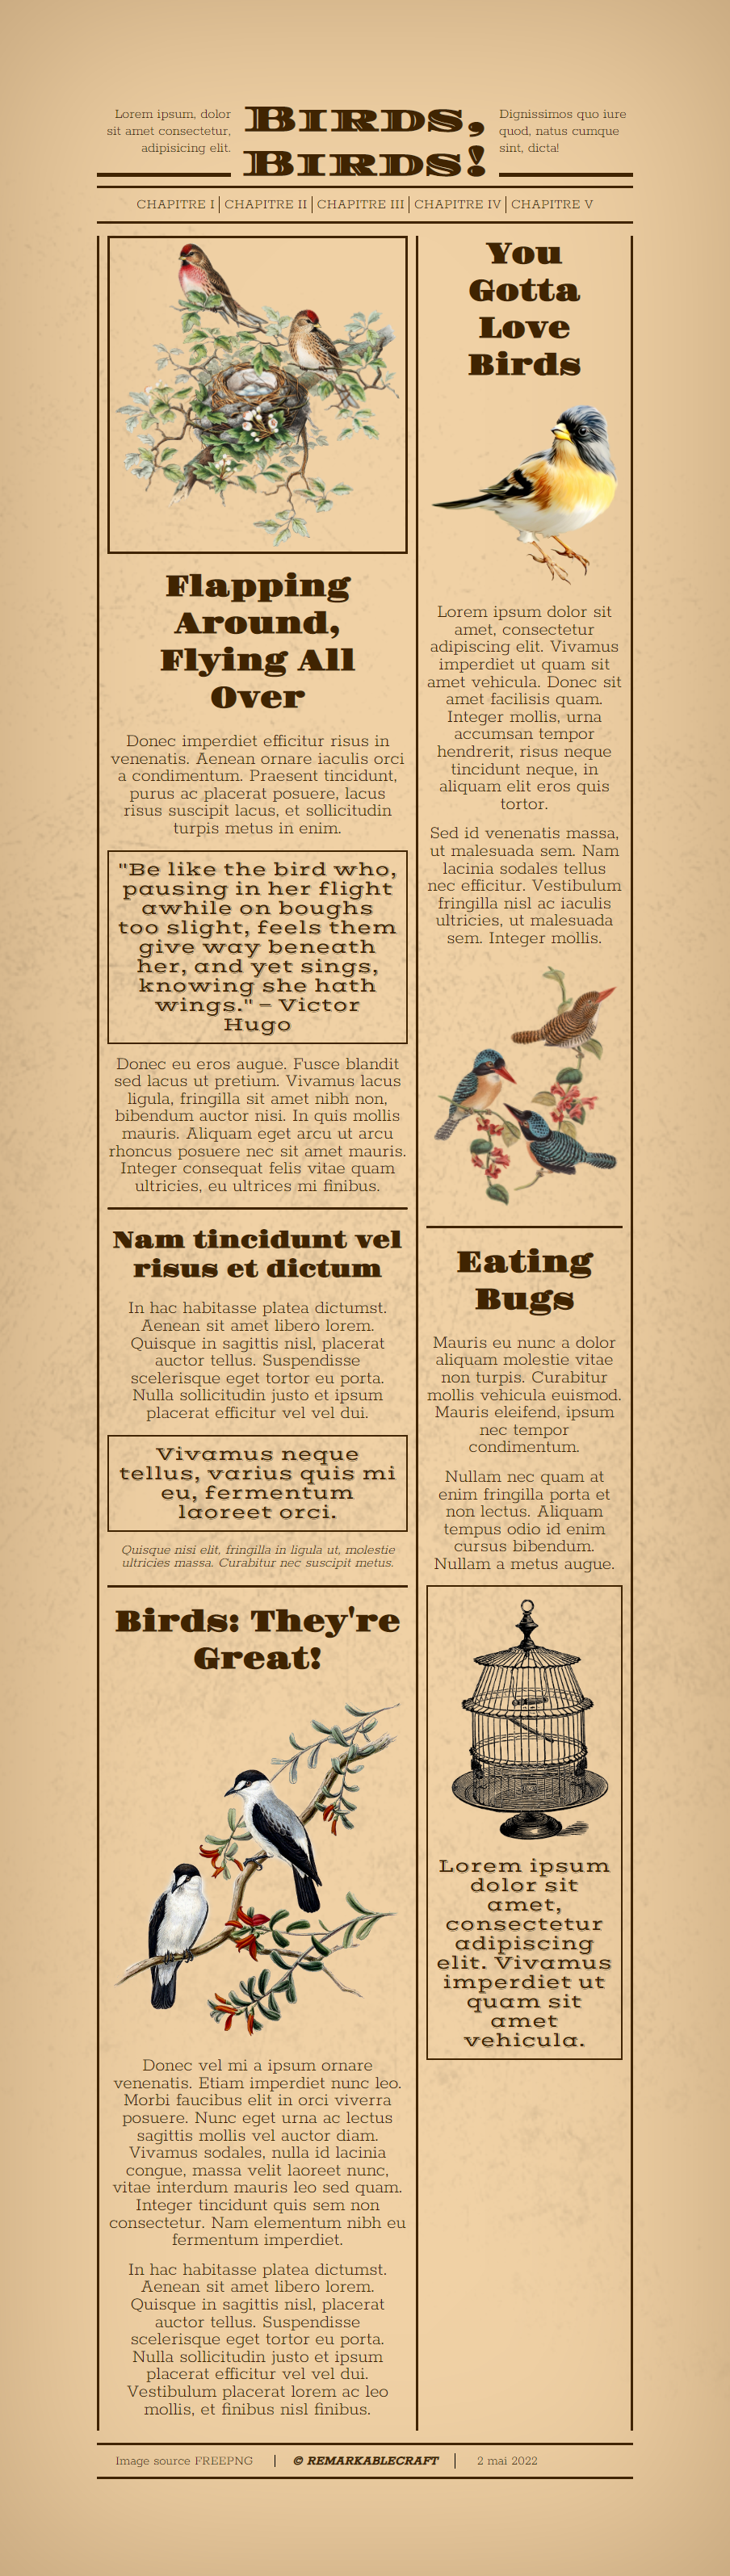 Lorem ipsum, dolor
sit amet consectetur,
adipisicing elit.
Birds,
Birds!
Dignissimos quo iure
quod, natus cumque
sint, dicta!
CHAPITRE I | CHAPITRE II | CHAPITRE III | CHAPITRE IV | CHAPITRE V
Flapping
Around,
Flying All
Over
Donec imperdiet efficitur risus in
venenatis. Aenean ornare iaculis orci
a condimentum. Praesent tincidunt,
purus ac placerat posuere, lacus
risus suscipit lacus, et sollicitudin
turpis metus in enim.
"Be like the bird who,
pausing in her flight
awhile on boughs
too slight, feels them
give way beneath
her, and yet sings,
knowing she hath
wings." – Victor
Hugo
Donec eu eros augue. Fusce blandit
sed lacus ut pretium. Vivamus lacus
ligula, fringilla sit amet nibh non,
bibendum auctor nisi. In quis mollis
mauris. Aliquam eget arcu ut arcu
rhoncus posuere nec sit amet mauris.
Integer consequat felis vitae quam
ultricies, eu ultrices mi finibus.
Nam tincidunt vel
risus et dictum
In hac habitasse platea dictumst.
Aenean sit amet libero lorem.
Quisque in sagittis nisl, placerat
auctor tellus. Suspendisse
scelerisque eget tortor eu porta.
Nulla sollicitudin justo et ipsum
placerat efficitur vel vel dui.
Vivamus neque
tellus, varius quis mi
eu, fermentum
laoreet orci.
Quisque nisi elit, fringilla in ligula ut, molestie
ultricies massa. Curabitur nec suscipit metus.
Birds: They're
Great!
Donec vel mi a ipsum ornare
venenatis. Etiam imperdiet nunc leo.
Morbi faucibus elit in orci viverra
posuere. Nunc eget urna ac lectus
sagittis mollis vel auctor diam.
Vivamus sodales, nulla id lacinia
congue, massa velit laoreet nunc,
vitae interdum mauris leo sed quam.
Integer tincidunt quis sem non
consectetur. Nam elementum nibh eu
fermentum imperdiet.
In hac habitasse platea dictumst.
Aenean sit amet libero lorem.
Quisque in sagittis nisl, placerat
auctor tellus. Suspendisse
scelerisque eget tortor eu porta.
Nulla sollicitudin justo et ipsum
placerat efficitur vel vel dui.
Vestibulum placerat lorem ac leo
mollis, et finibus nisl finibus.
You
Gotta
Love
Birds
Lorem ipsum dolor sit
amet, consectetur
adipiscing elit. Vivamus
imperdiet ut quam sit
amet vehicula. Donec sit
amet facilisis quam.
Integer mollis, urna
accumsan tempor
hendrerit, risus neque
tincidunt neque, in
aliquam elit eros quis
tortor.
Sed id venenatis massa,
ut malesuada sem. Nam
lacinia sodales tellus
nec efficitur. Vestibulum
fringilla nisl ac iaculis
ultricies, ut malesuada
sem. Integer mollis.
Eating
Bugs
Mauris eu nunc a dolor
aliquam molestie vitae
non turpis. Curabitur
mollis vehicula euismod.
Mauris eleifend, ipsum
nec tempor
condimentum.
Nullam nec quam at
enim fringilla porta et
non lectus. Aliquam
tempus odio id enim
cursus bibendum.
Nullam a metus augue.
Lorem ipsum
dolor sit
amet,
consectetur
adipiscing
elit. Vivamus
imperdiet ut
quam sit
amet
vehicula.
Image source FREEPNG | © REMARKABLECRAFT | 2 mai 2022